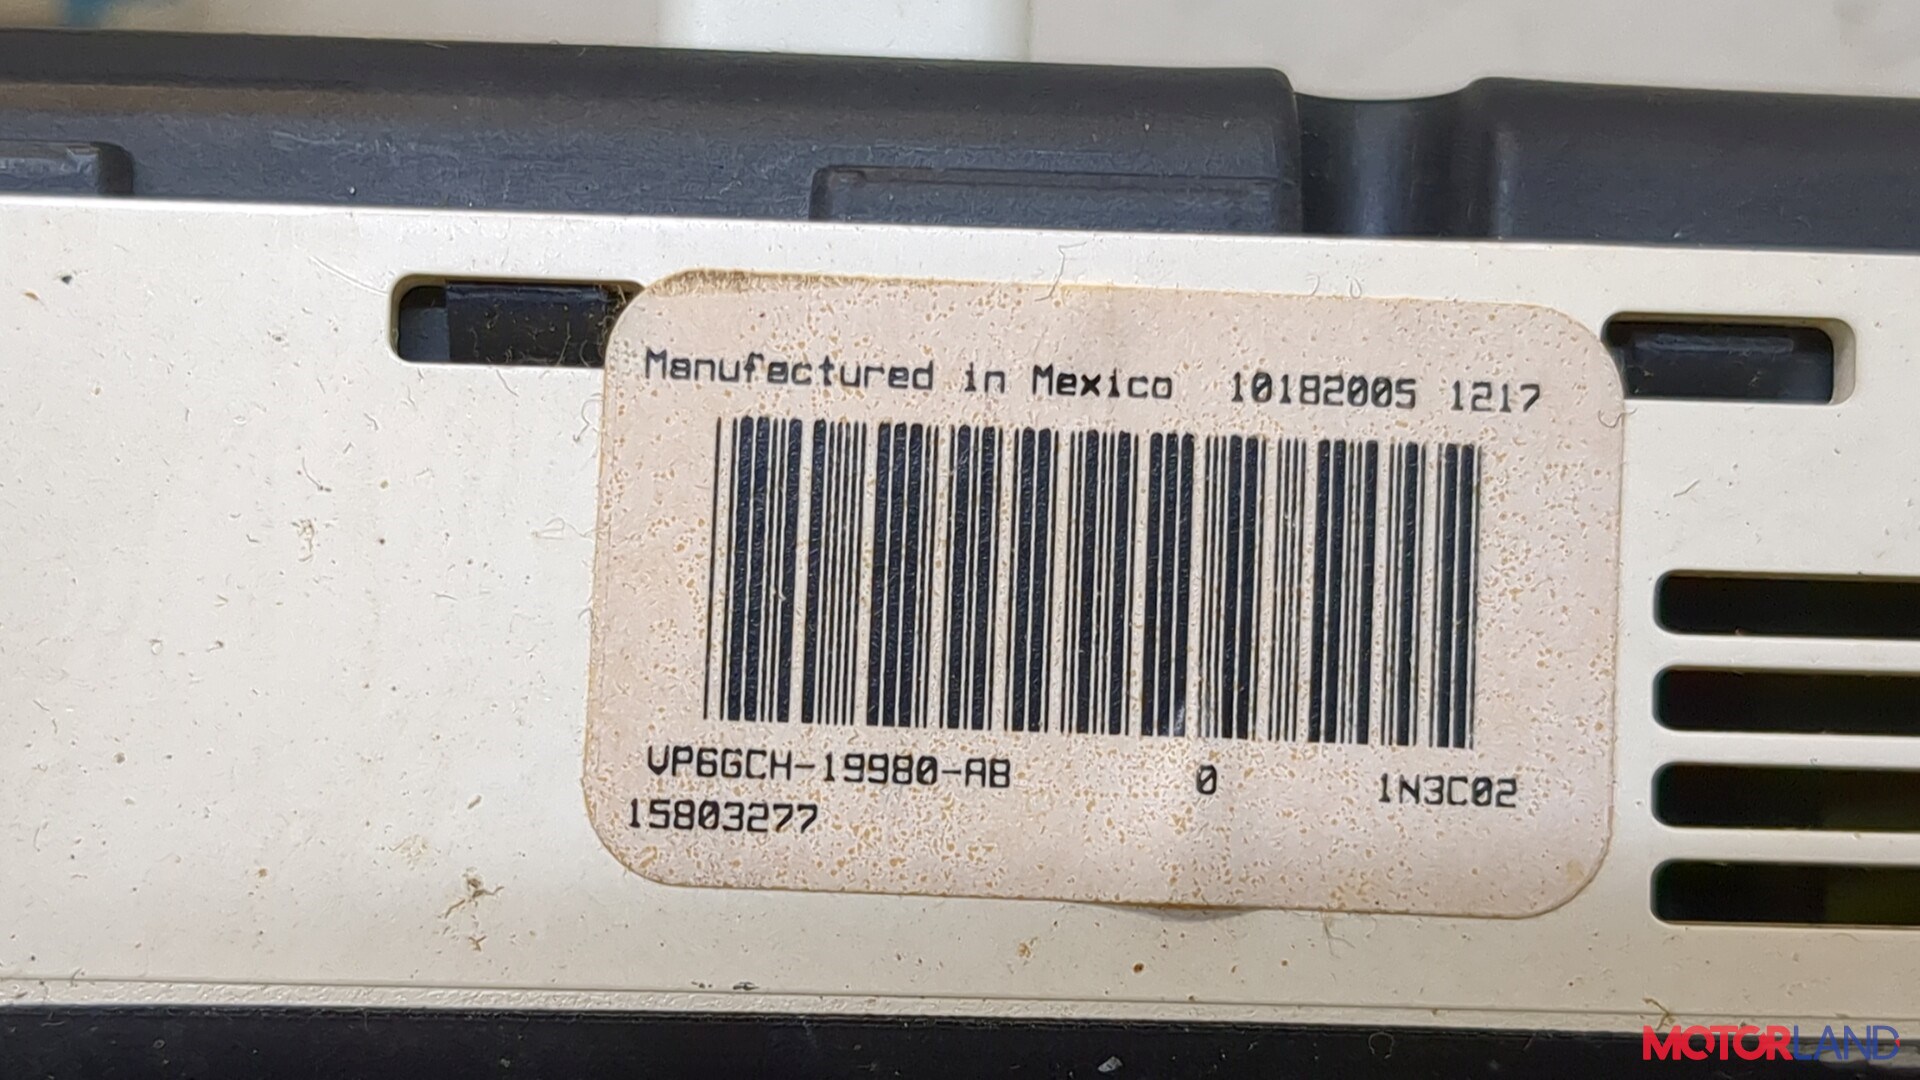 Manufactured in Mexico 10182005 1217
VP6GCH-19980-AB 0 1N3C02
15803277
MOTORLAND